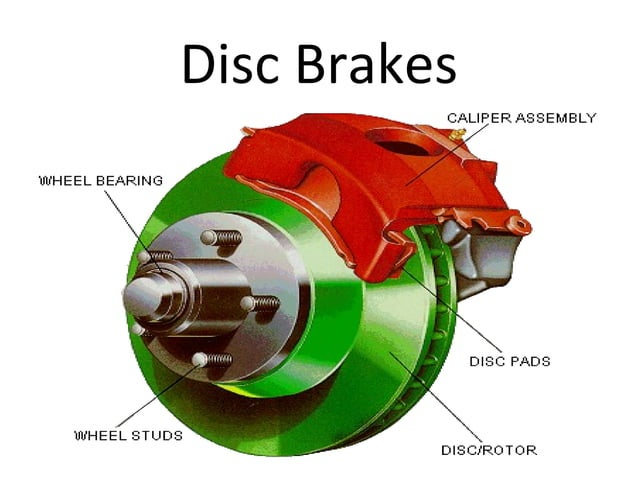 Disc Brakes
CALIPER ASSEMBLY
WHEEL BEARING
DISC PADS
WHEEL STUDS
DISC/ROTOR